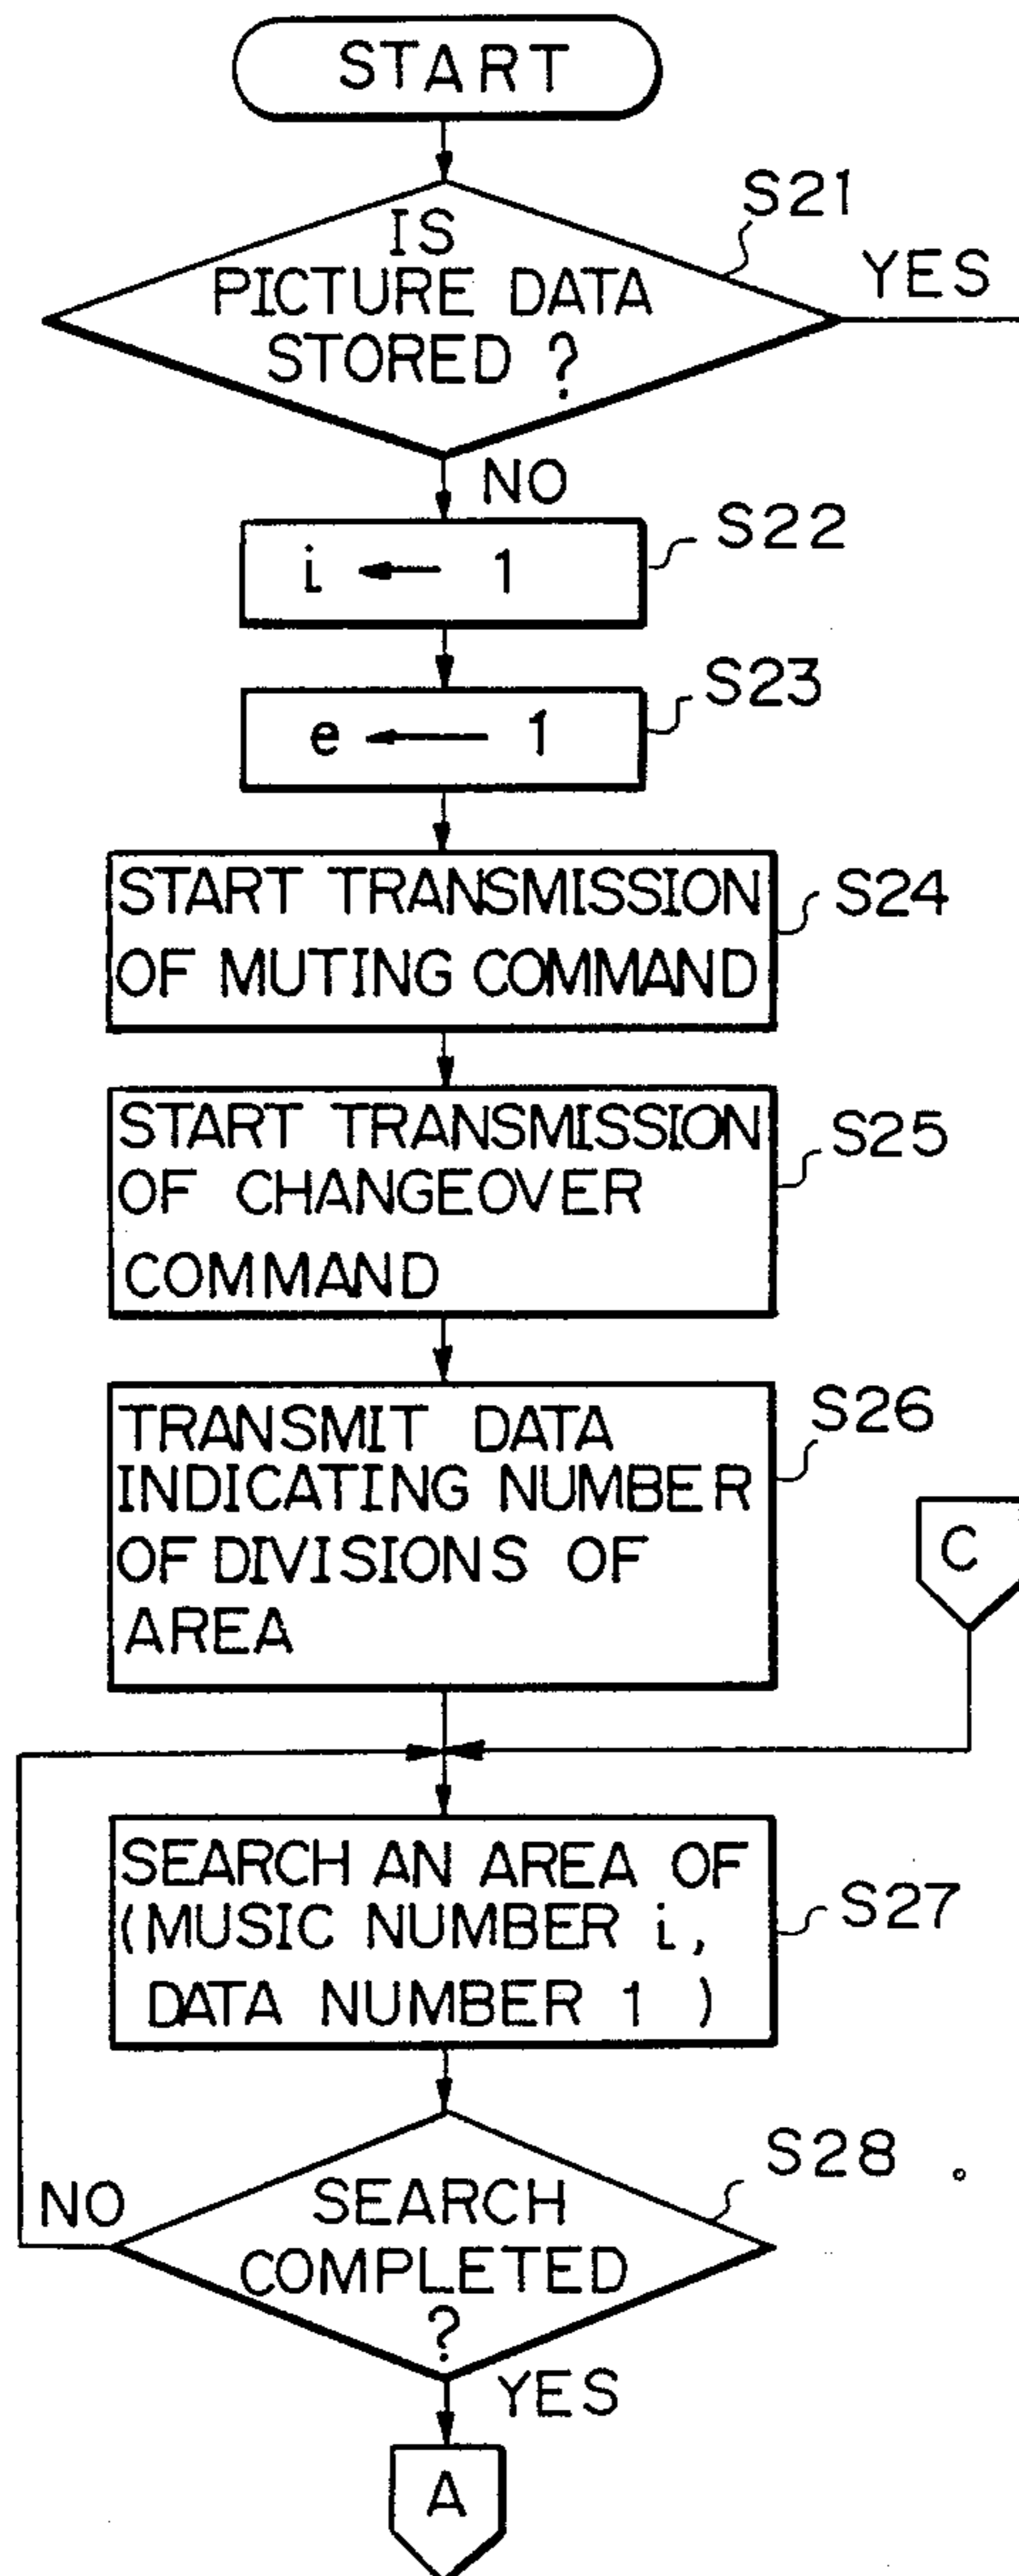 START
S21
IS
PICTURE DATA
STORED ?
YES
NO
S22
i ← 1
S23
e ← 1
START TRANSMISSION
OF MUTING COMMAND
S24
START TRANSMISSION
OF CHANGEOVER
COMMAND
S25
TRANSMIT DATA
INDICATING NUMBER
OF DIVISIONS OF
AREA
S26
C
SEARCH AN AREA OF
(MUSIC NUMBER i,
DATA NUMBER 1 )
S27
S28
NO
SEARCH
COMPLETED
?
YES
A